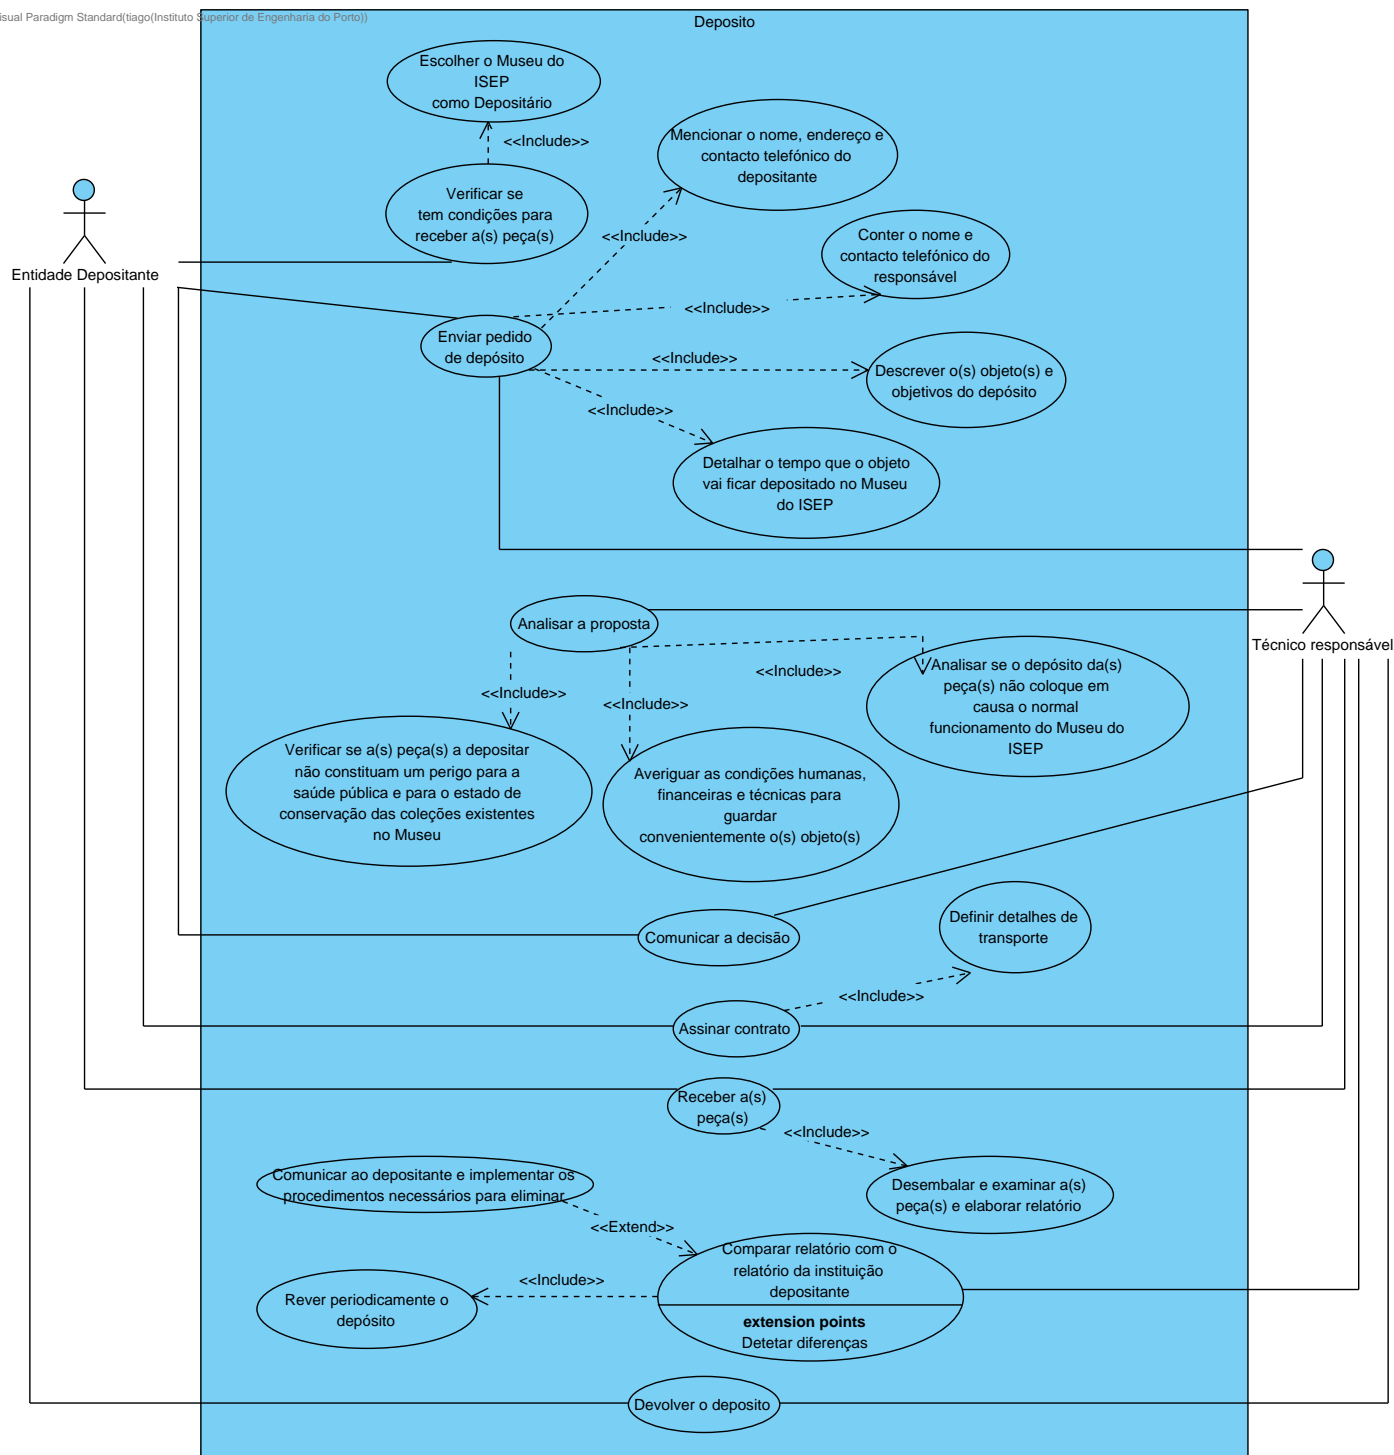 isual Paradigm Standard(tiago(Instituto Superior de Engenharia do Porto))
Deposito
Escolher o Museu do
ISEP
como Depositário
<<Include>>
Mencionar o nome, endereço e
contacto telefónico do
depositante
Verificar se
tem condições para
receber a(s) peça(s)
<<Include>>
Conter o nome e
contacto telefónico do
responsável
Entidade Depositante
<<Include>>
Enviar pedido
de depósito
<<Include>>
Descrever o(s) objeto(s) e
objetivos do depósito
<<Include>>
Detalhar o tempo que o objeto
vai ficar depositado no Museu
do ISEP
Analisar a proposta
Técnico responsável
<<Include>>
Analisar se o depósito da(s)
peça(s) não coloque em
causa o normal
funcionamento do Museu do
ISEP
<<Include>>
<<Include>>
Verificar se a(s) peça(s) a depositar
não constituam um perigo para a
saúde pública e para o estado de
conservação das coleções existentes
no Museu
Averiguar as condições humanas,
financeiras e técnicas para
guardar
convenientemente o(s) objeto(s)
Definir detalhes de
transporte
Comunicar a decisão
<<Include>>
Assinar contrato
Receber a(s)
peça(s)
<<Include>>
Comunicar ao depositante e implementar os
procedimentos necessários para eliminar
Desembalar e examinar a(s)
peça(s) e elaborar relatório
<<Extend>>
Comparar relatório com o
relatório da instituição
depositante
extension points
Detetar diferenças
<<Include>>
Rever periodicamente o
depósito
Devolver o deposito